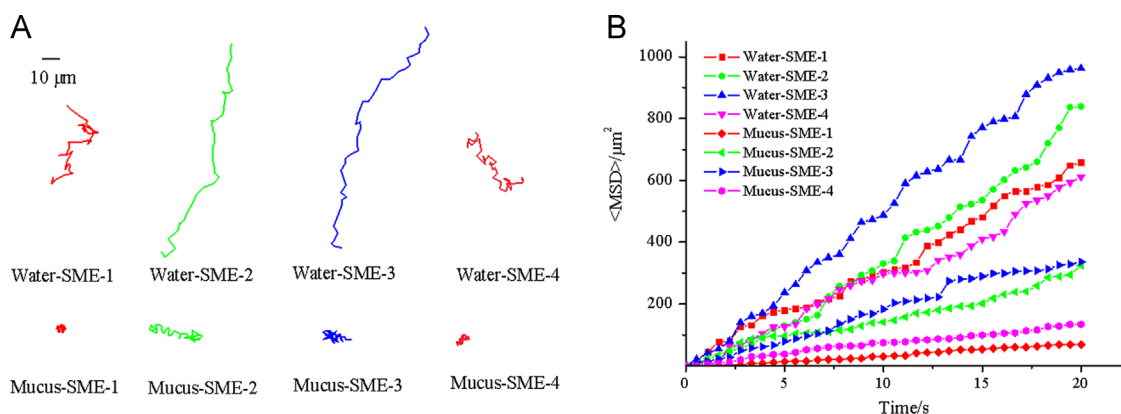 A
10 μm
Water-SME-1 Water-SME-2 Water-SME-3 Water-SME-4
Mucus-SME-1 Mucus-SME-2 Mucus-SME-3 Mucus-SME-4
B
<MSD>/μm²
1000
800
600
400
200
Water-SME-1
Water-SME-2
Water-SME-3
Water-SME-4
Mucus-SME-1
Mucus-SME-2
Mucus-SME-3
Mucus-SME-4
0 5 10 15 20
Time/s